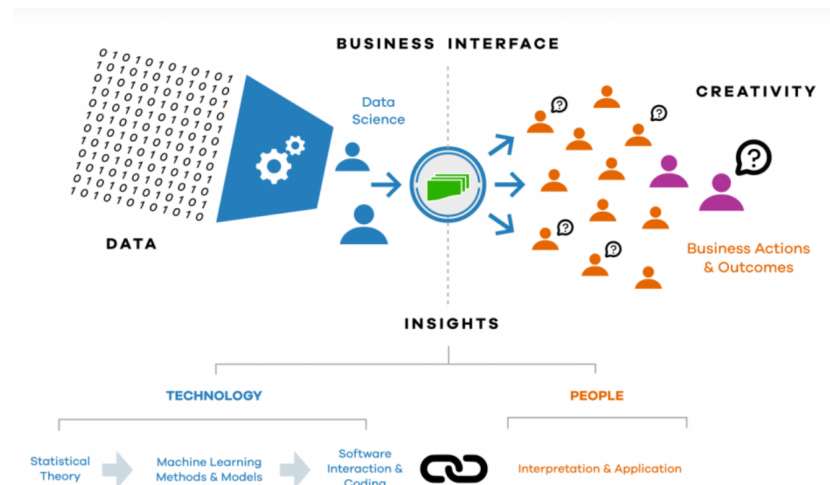 BUSINESS INTERFACE
Data
Science
CREATIVITY
?
?
?
?
?
DATA
Business Actions
& Outcomes
INSIGHTS
TECHNOLOGY
PEOPLE
Statistical
Theory
Machine Learning
Methods & Models
Software
Interaction &
Coding
Interpretation & Application